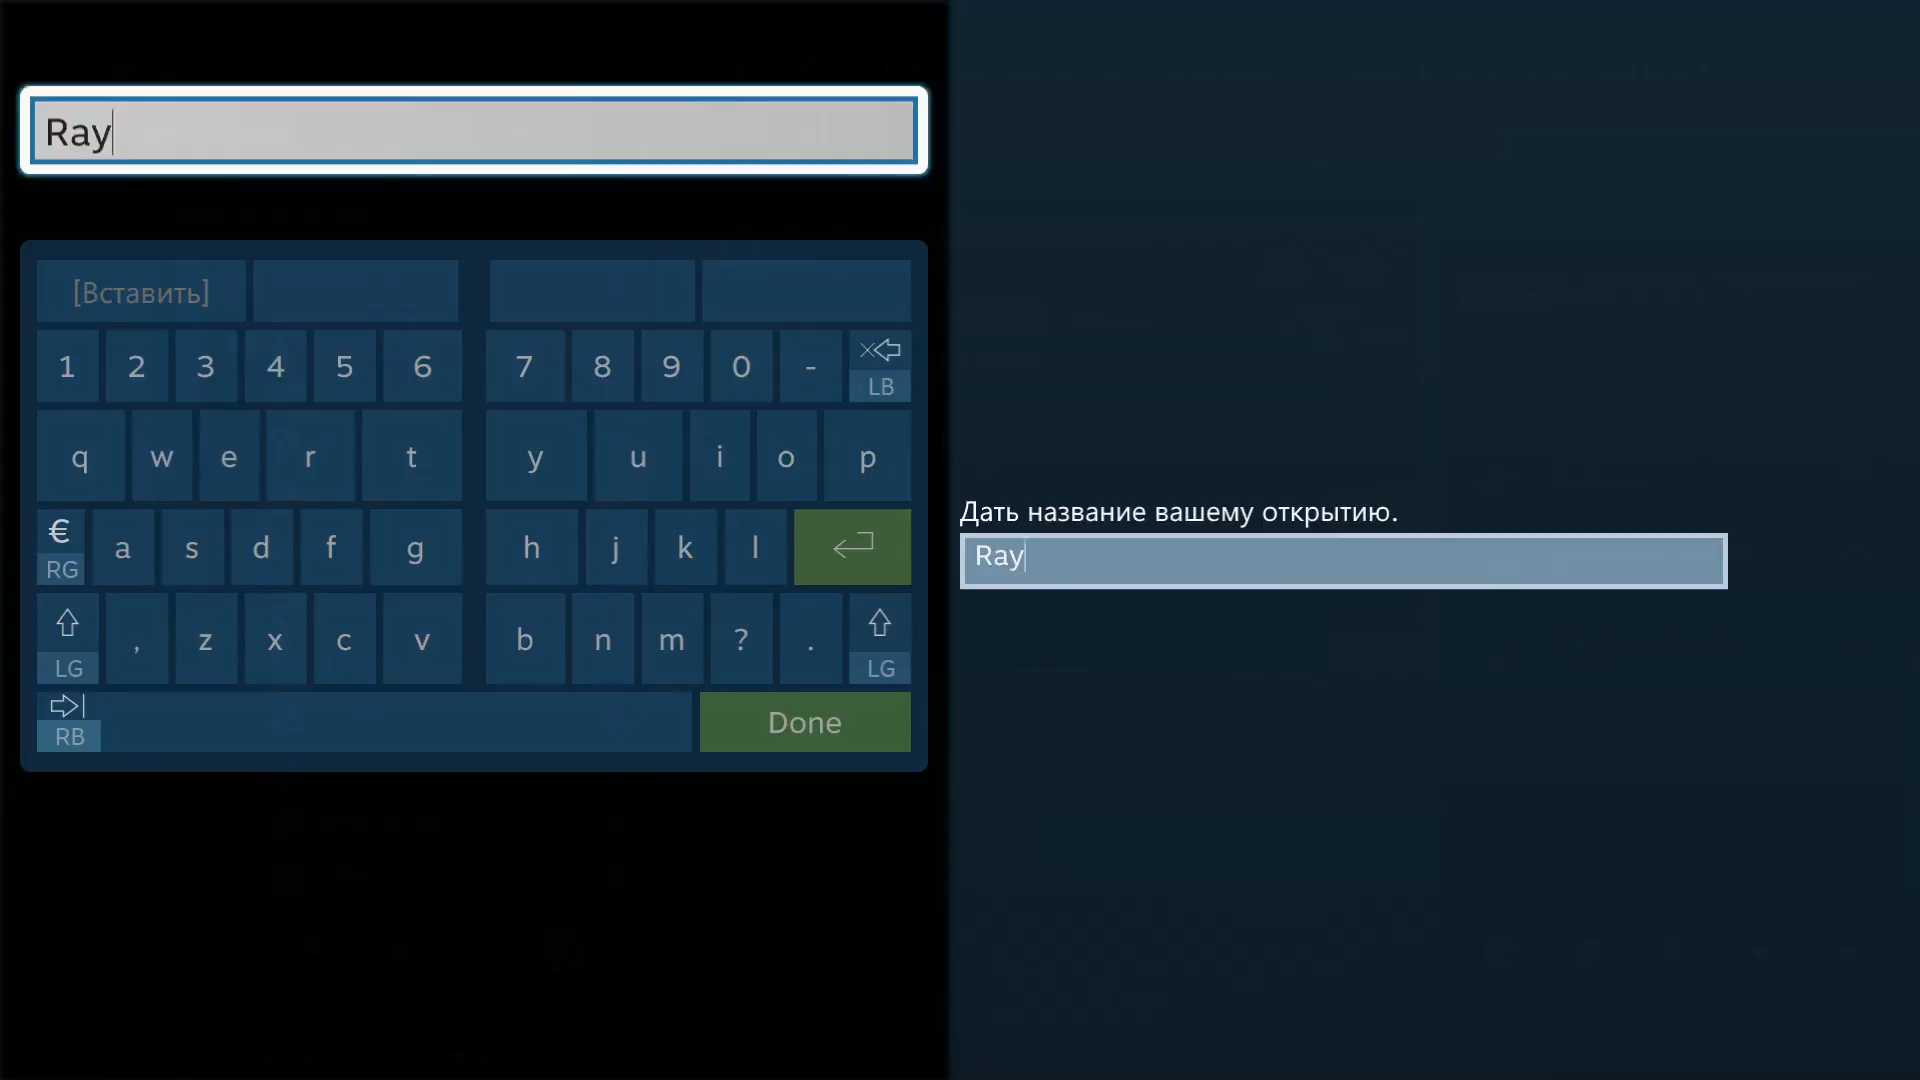 Ray
[Вставить]
1 2 3 4 5 6 7 8 9 0 -
LB
q w e r t y u i o p
€ a s d f g h j k l
RG
, z x c v b n m ? .
LG LG
RB Done
Дать название вашему открытию.
Ray